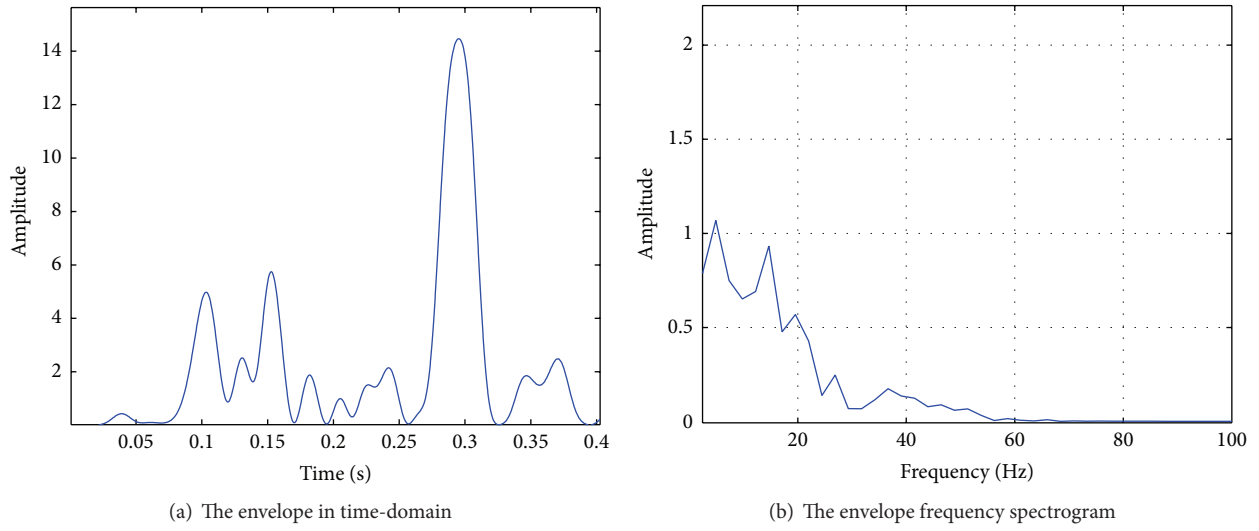 14
12
10
8
6
4
2
0.05 0.1 0.15 0.2 0.25 0.3 0.35 0.4
Amplitude
Time (s)
(a) The envelope in time-domain
2
1.5
1
0.5
0
20 40 60 80 100
Amplitude
Frequency (Hz)
(b) The envelope frequency spectrogram